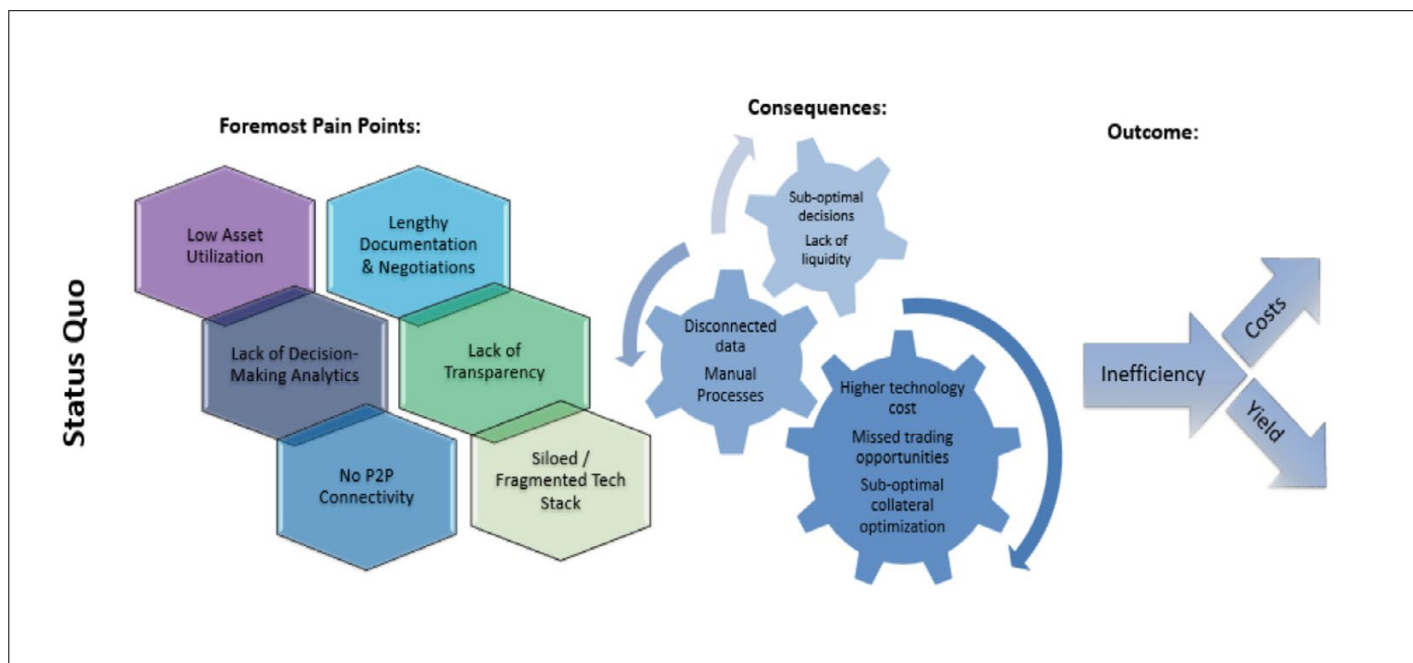 Status Quo
Foremost Pain Points:
Low Asset
Utilization
Lengthy
Documentation
& Negotiations
Lack of Decision-
Making Analytics
Lack of
Transparency
No P2P
Connectivity
Siloed /
Fragmented Tech
Stack
Consequences:
Sub-optimal
decisions
Lack of
liquidity
Disconnected
data
Manual
Processes
Higher technology
cost
Missed trading
opportunities
Sub-optimal
collateral
optimization
Outcome:
Inefficiency
Costs
Yield